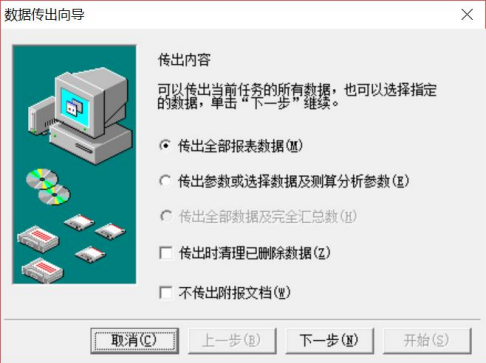 数据传出向导
传出内容
可以传出当前任务的所有数据，也可以选择指定
的数据，单击“下一步”继续。
传出全部报表数据(M)
传出参数或选择数据及测算分析参数(E)
传出全部数据及完全汇总数(H)
传出时清理已删除数据(Z)
不传出附报文档(W)
取消(C)
上一步(B)
下一步(N)
开始(S)